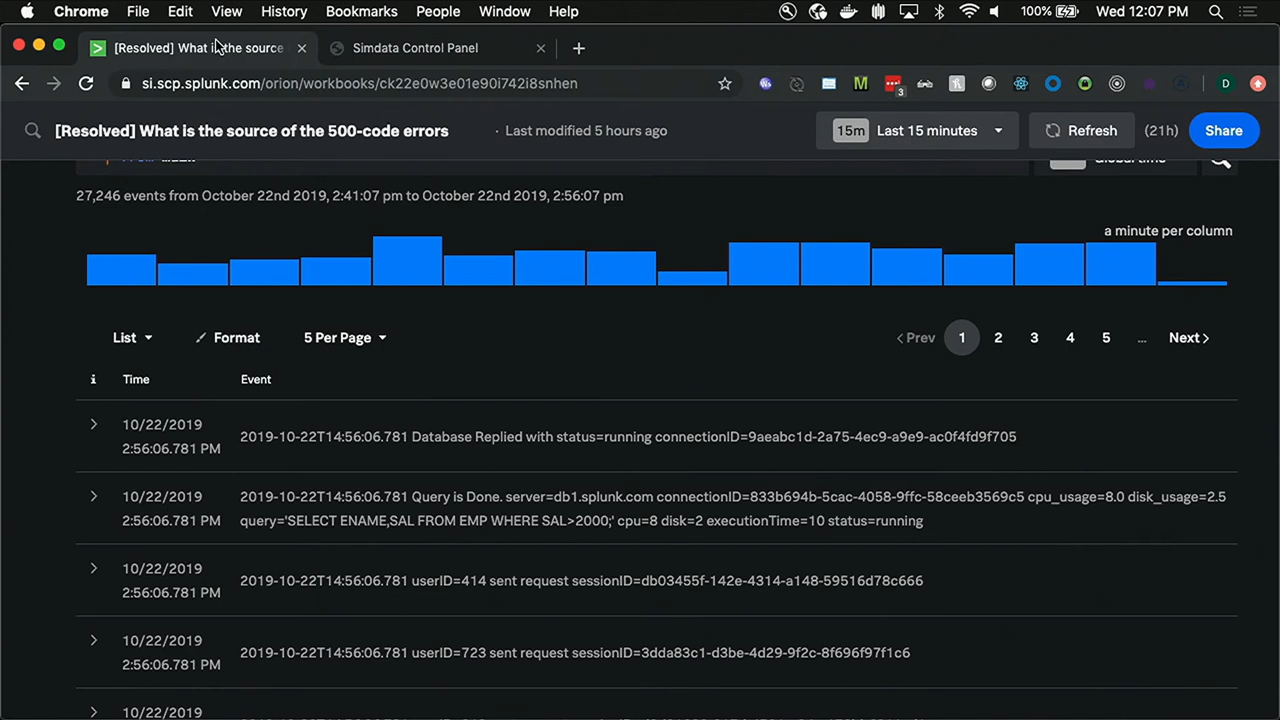 Chrome File Edit View History Bookmarks People Window Help 100% Wed 12:07 PM
[Resolved] What is the source
Simdata Control Panel
si.scp.splunk.com/orion/workbooks/ck22e0w3e01e90i742i8snhen
3
D
[Resolved] What is the source of the 500-code errors · Last modified 5 hours ago
15m Last 15 minutes
Refresh (21h) Share
Global time
27,246 events from October 22nd 2019, 2:41:07 pm to October 22nd 2019, 2:56:07 pm
a minute per column
List Format 5 Per Page
< Prev 1 2 3 4 5 ... Next >
i Time Event
10/22/2019
2:56:06.781 PM
2019-10-22T14:56:06.781 Database Replied with status=running connectionID=9aeabc1d-2a75-4ec9-a9e9-ac0f4fd9f705
10/22/2019
2:56:06.781 PM
2019-10-22T14:56:06.781 Query is Done. server=db1.splunk.com connectionID=833b694b-5cac-4058-9ffc-58ceeb3569c5 cpu_usage=8.0 disk_usage=2.5
query='SELECT ENAME,SAL FROM EMP WHERE SAL>2000;' cpu=8 disk=2 executionTime=10 status=running
10/22/2019
2:56:06.781 PM
2019-10-22T14:56:06.781 userID=414 sent request sessionID=db03455f-142e-4314-a148-59516d78c666
10/22/2019
2:56:06.781 PM
2019-10-22T14:56:06.781 userID=723 sent request sessionID=3dda83c1-d3be-4d29-9f2c-8f696f97f1c6
10/22/2019